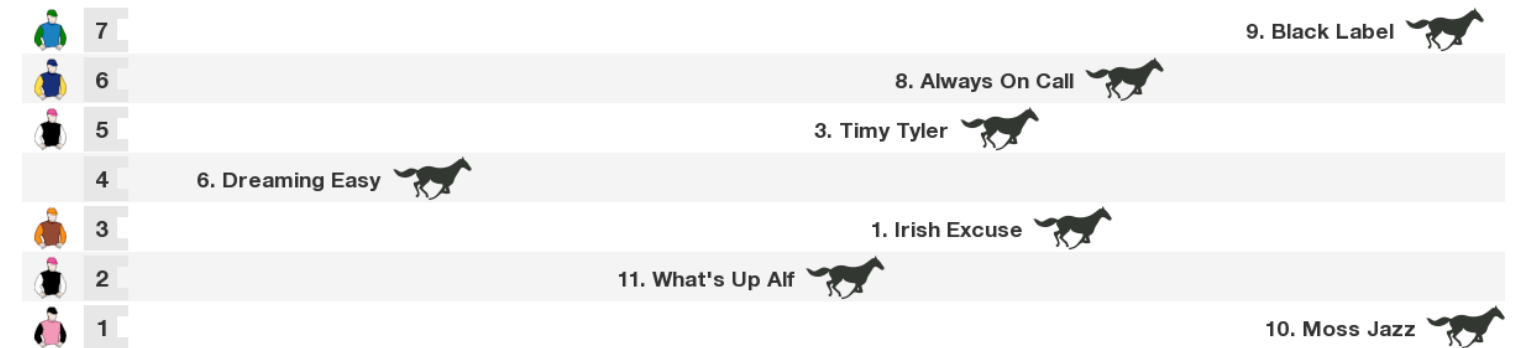 7 9. Black Label
6 8. Always On Call
5 3. Timy Tyler
4 6. Dreaming Easy
3 1. Irish Excuse
2 11. What's Up Alf
1 10. Moss Jazz